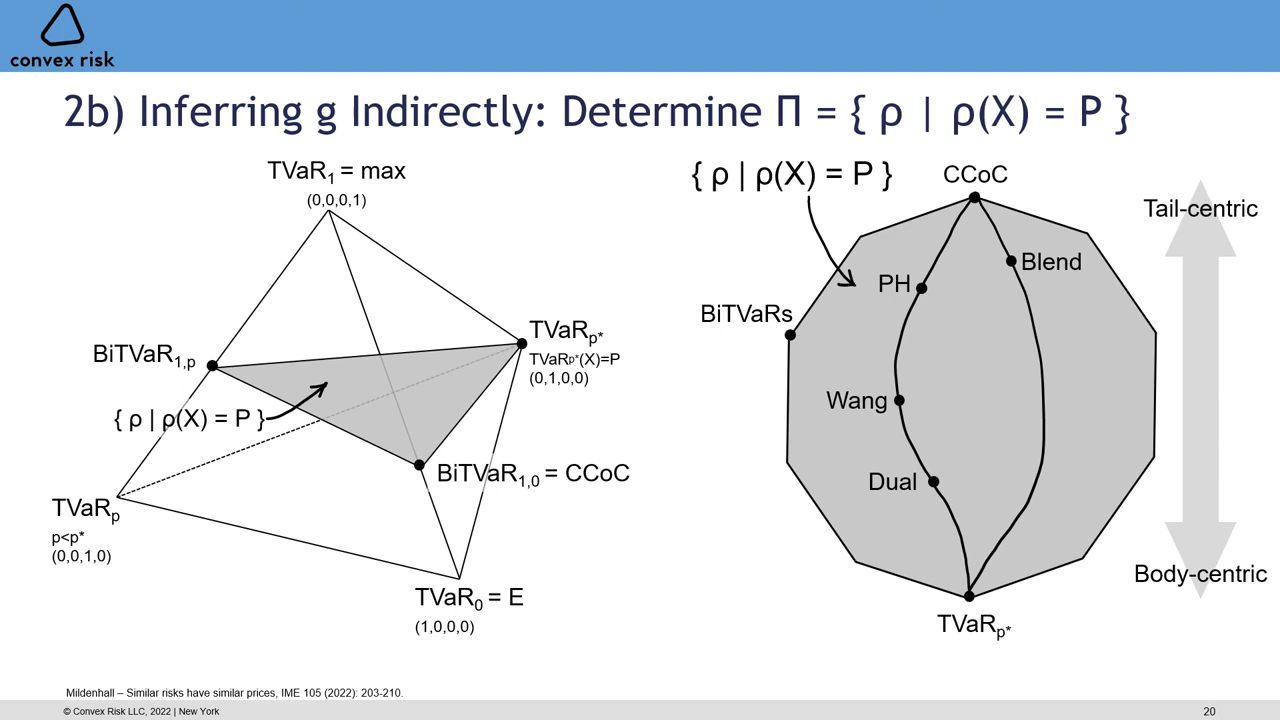 convex risk
2b) Inferring g Indirectly: Determine Π = { ρ | ρ(X) = P }
TVaR1 = max
(0,0,0,1)
BiTVaR1,p
TVaRp*
TVaRp*(X)=P
(0,1,0,0)
{ ρ | ρ(X) = P }
BiTVaR1,0 = CCoC
TVaRp
p<p*
(0,0,1,0)
TVaR0 = E
(1,0,0,0)
{ ρ | ρ(X) = P }
CCoC
Tail-centric
Blend
PH
BiTVaRs
Wang
Dual
Body-centric
TVaRp*
Mildenhall – Similar risks have similar prices, IME 105 (2022): 203-210.
© Convex Risk LLC, 2022 | New York
20